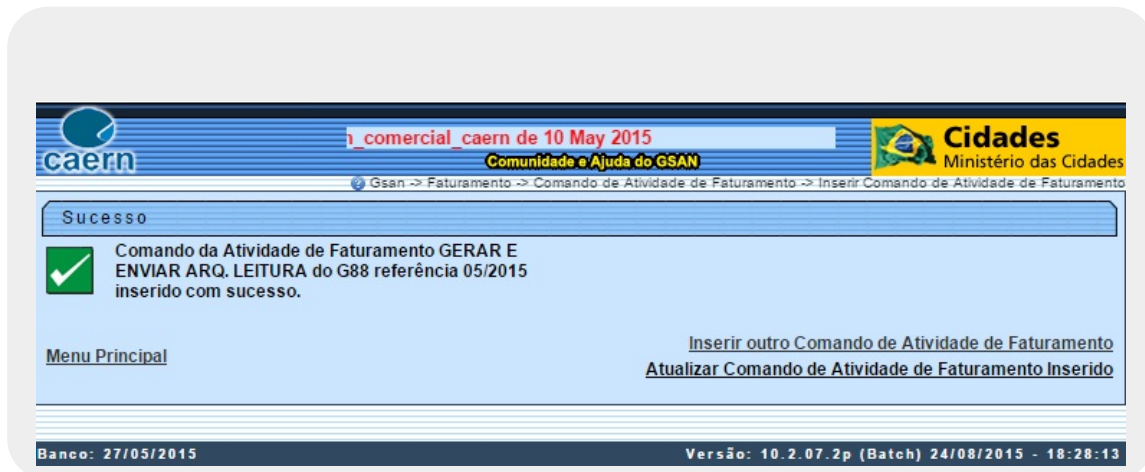 caern
_comercial_caern de 10 May 2015
Comunidade e Ajuda do GSAN
Cidades
Ministério das Cidades
Gsan -> Faturamento -> Comando de Atividade de Faturamento -> Inserir Comando de Atividade de Faturamento
Sucesso
Comando da Atividade de Faturamento GERAR E
ENVIAR ARQ. LEITURA do G88 referência 05/2015
inserido com sucesso.
Menu Principal
Inserir outro Comando de Atividade de Faturamento
Atualizar Comando de Atividade de Faturamento Inserido
Banco: 27/05/2015
Versão: 10.2.07.2p (Batch) 24/08/2015 - 18:28:13